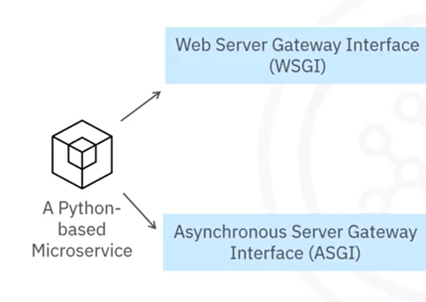 Web Server Gateway Interface
(WSGI)
A Python-
based
Microservice
Asynchronous Server Gateway
Interface (ASGI)